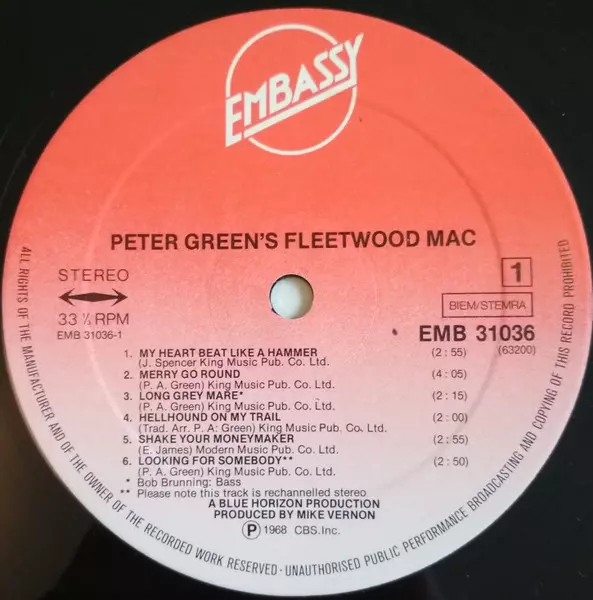 EMBASSY
PETER GREEN'S FLEETWOOD MAC
STEREO
33 ⅓ RPM
EMB 31036-1
1
BIEM/STEMRA
EMB 31036
(63200)
1. MY HEART BEAT LIKE A HAMMER (2:55)
(J. Spencer King Music Pub. Co. Ltd.
2. MERRY GO ROUND (4:05)
(P. A. Green) King Music Pub. Co. Ltd.
3. LONG GREY MARE* (2:15)
(P. A. Green) King Music Pub. Co. Ltd.
4. HELLHOUND ON MY TRAIL (2:00)
(Trad. Arr. P. A: Green) King Music Pub. Co. Ltd.
5. SHAKE YOUR MONEYMAKER (2:55)
(E. James) Modern Music Pub. Co. Ltd.
6. LOOKING FOR SOMEBODY** (2:50)
(P. A. Green) King Music Pub. Co. Ltd.
* Bob Brunning: Bass
** Please note this track is rechannelled stereo
A BLUE HORIZON PRODUCTION
PRODUCED BY MIKE VERNON
Ⓟ 1968 CBS.Inc.
ALL RIGHTS OF THE MANUFACTURER AND OF THE OWNER OF THE RECORDED WORK RESERVED · UNAUTHORISED PUBLIC PERFORMANCE BROADCASTING AND COPYING OF THIS RECORD PROHIBITED